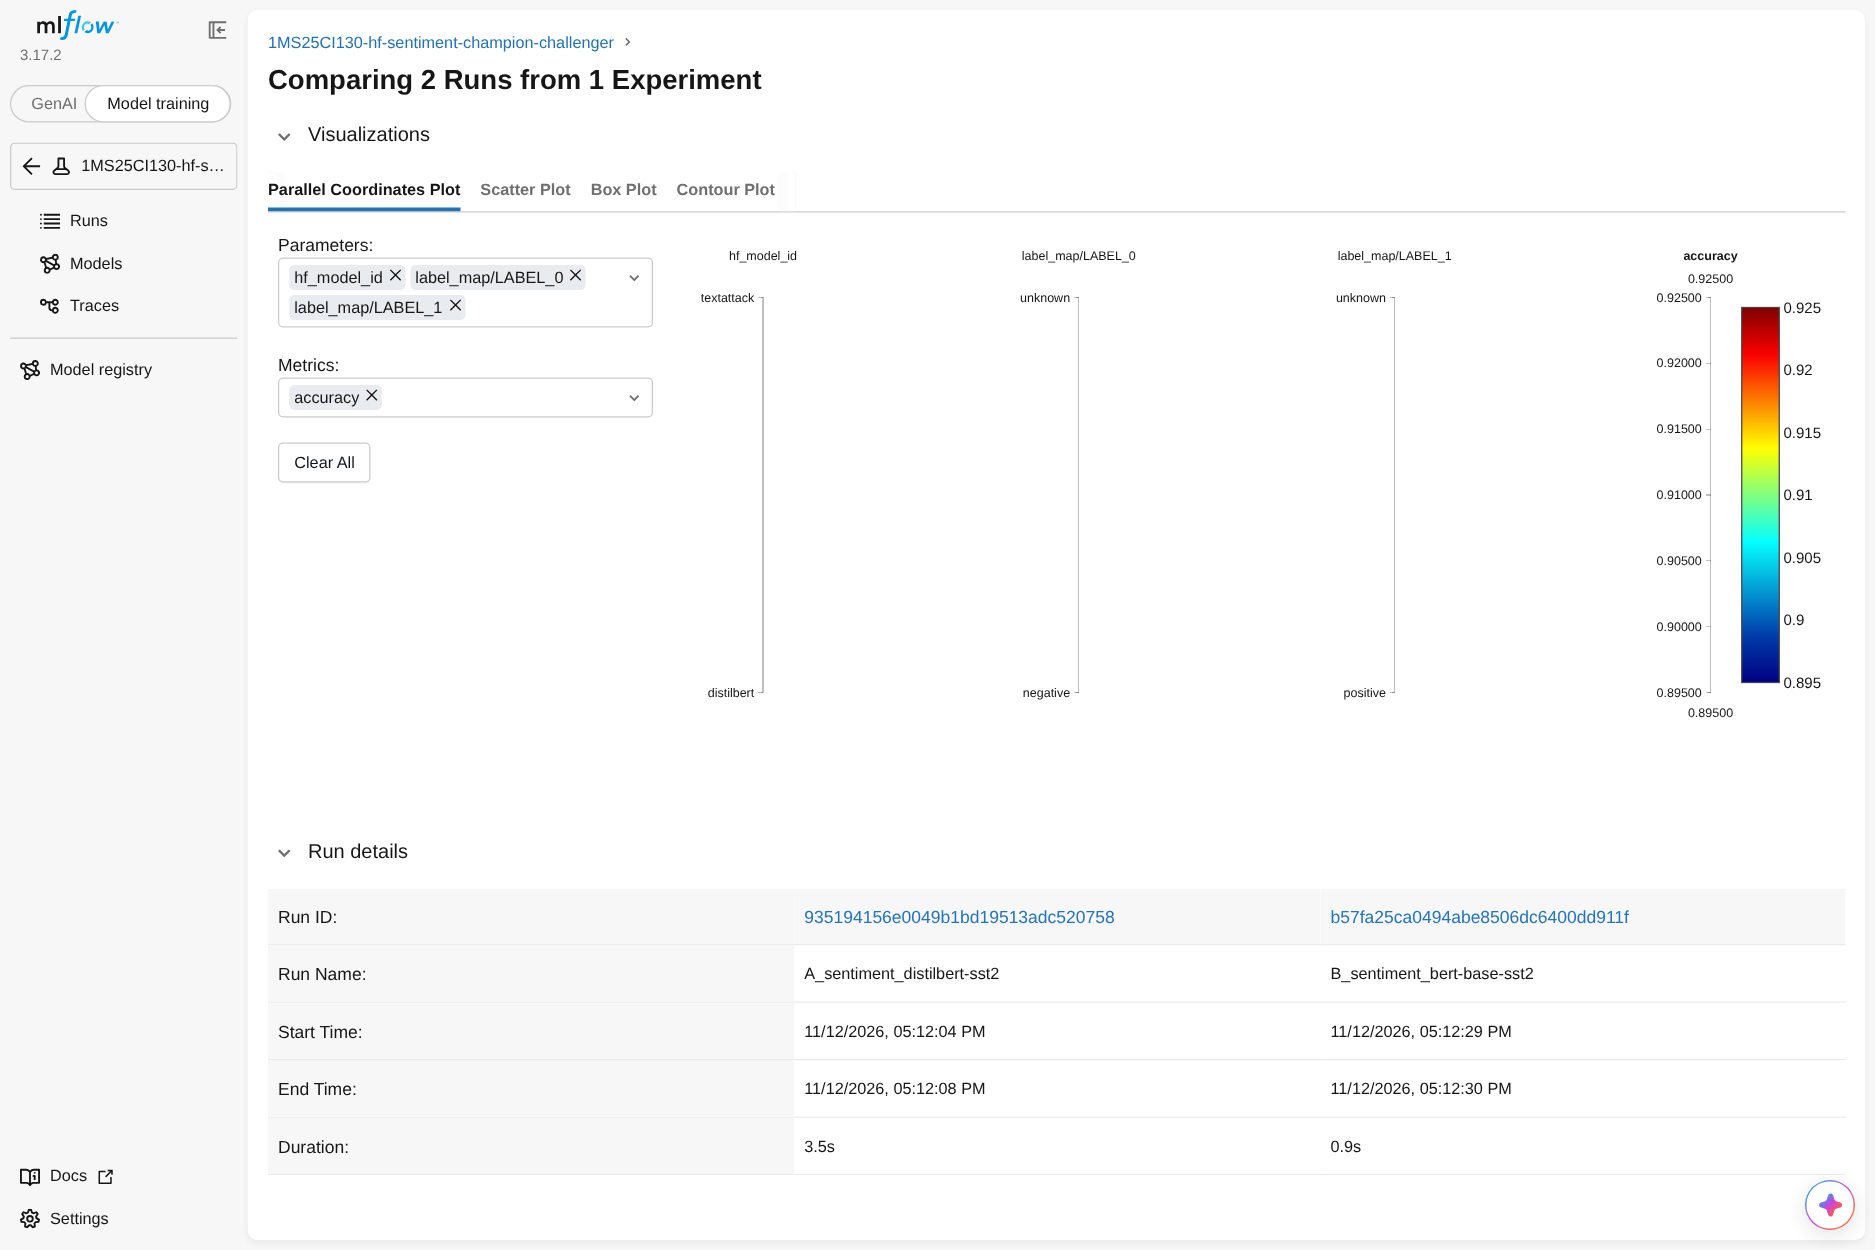 mlflow
3.17.2
GenAI
Model training
1MS25CI130-hf-s...
Runs
Models
Traces
Model registry
Docs
Settings
1MS25CI130-hf-sentiment-champion-challenger
Comparing 2 Runs from 1 Experiment
Visualizations
Parallel Coordinates Plot Scatter Plot Box Plot Contour Plot
Parameters:
hf_model_id label_map/LABEL_0
label_map/LABEL_1
Metrics:
accuracy
Clear All
hf_model_id label_map/LABEL_0 label_map/LABEL_1 accuracy
0.92500
textattack unknown unknown 0.92500
0.92000
0.91500
0.91000
0.90500
0.90000
distilbert negative positive 0.89500
0.89500
0.925
0.92
0.915
0.91
0.905
0.9
0.895
Run details
Run ID: 935194156e0049b1bd19513adc520758 b57fa25ca0494abe8506dc6400dd911f
Run Name: A_sentiment_distilbert-sst2 B_sentiment_bert-base-sst2
Start Time: 11/12/2026, 05:12:04 PM 11/12/2026, 05:12:29 PM
End Time: 11/12/2026, 05:12:08 PM 11/12/2026, 05:12:30 PM
Duration: 3.5s 0.9s